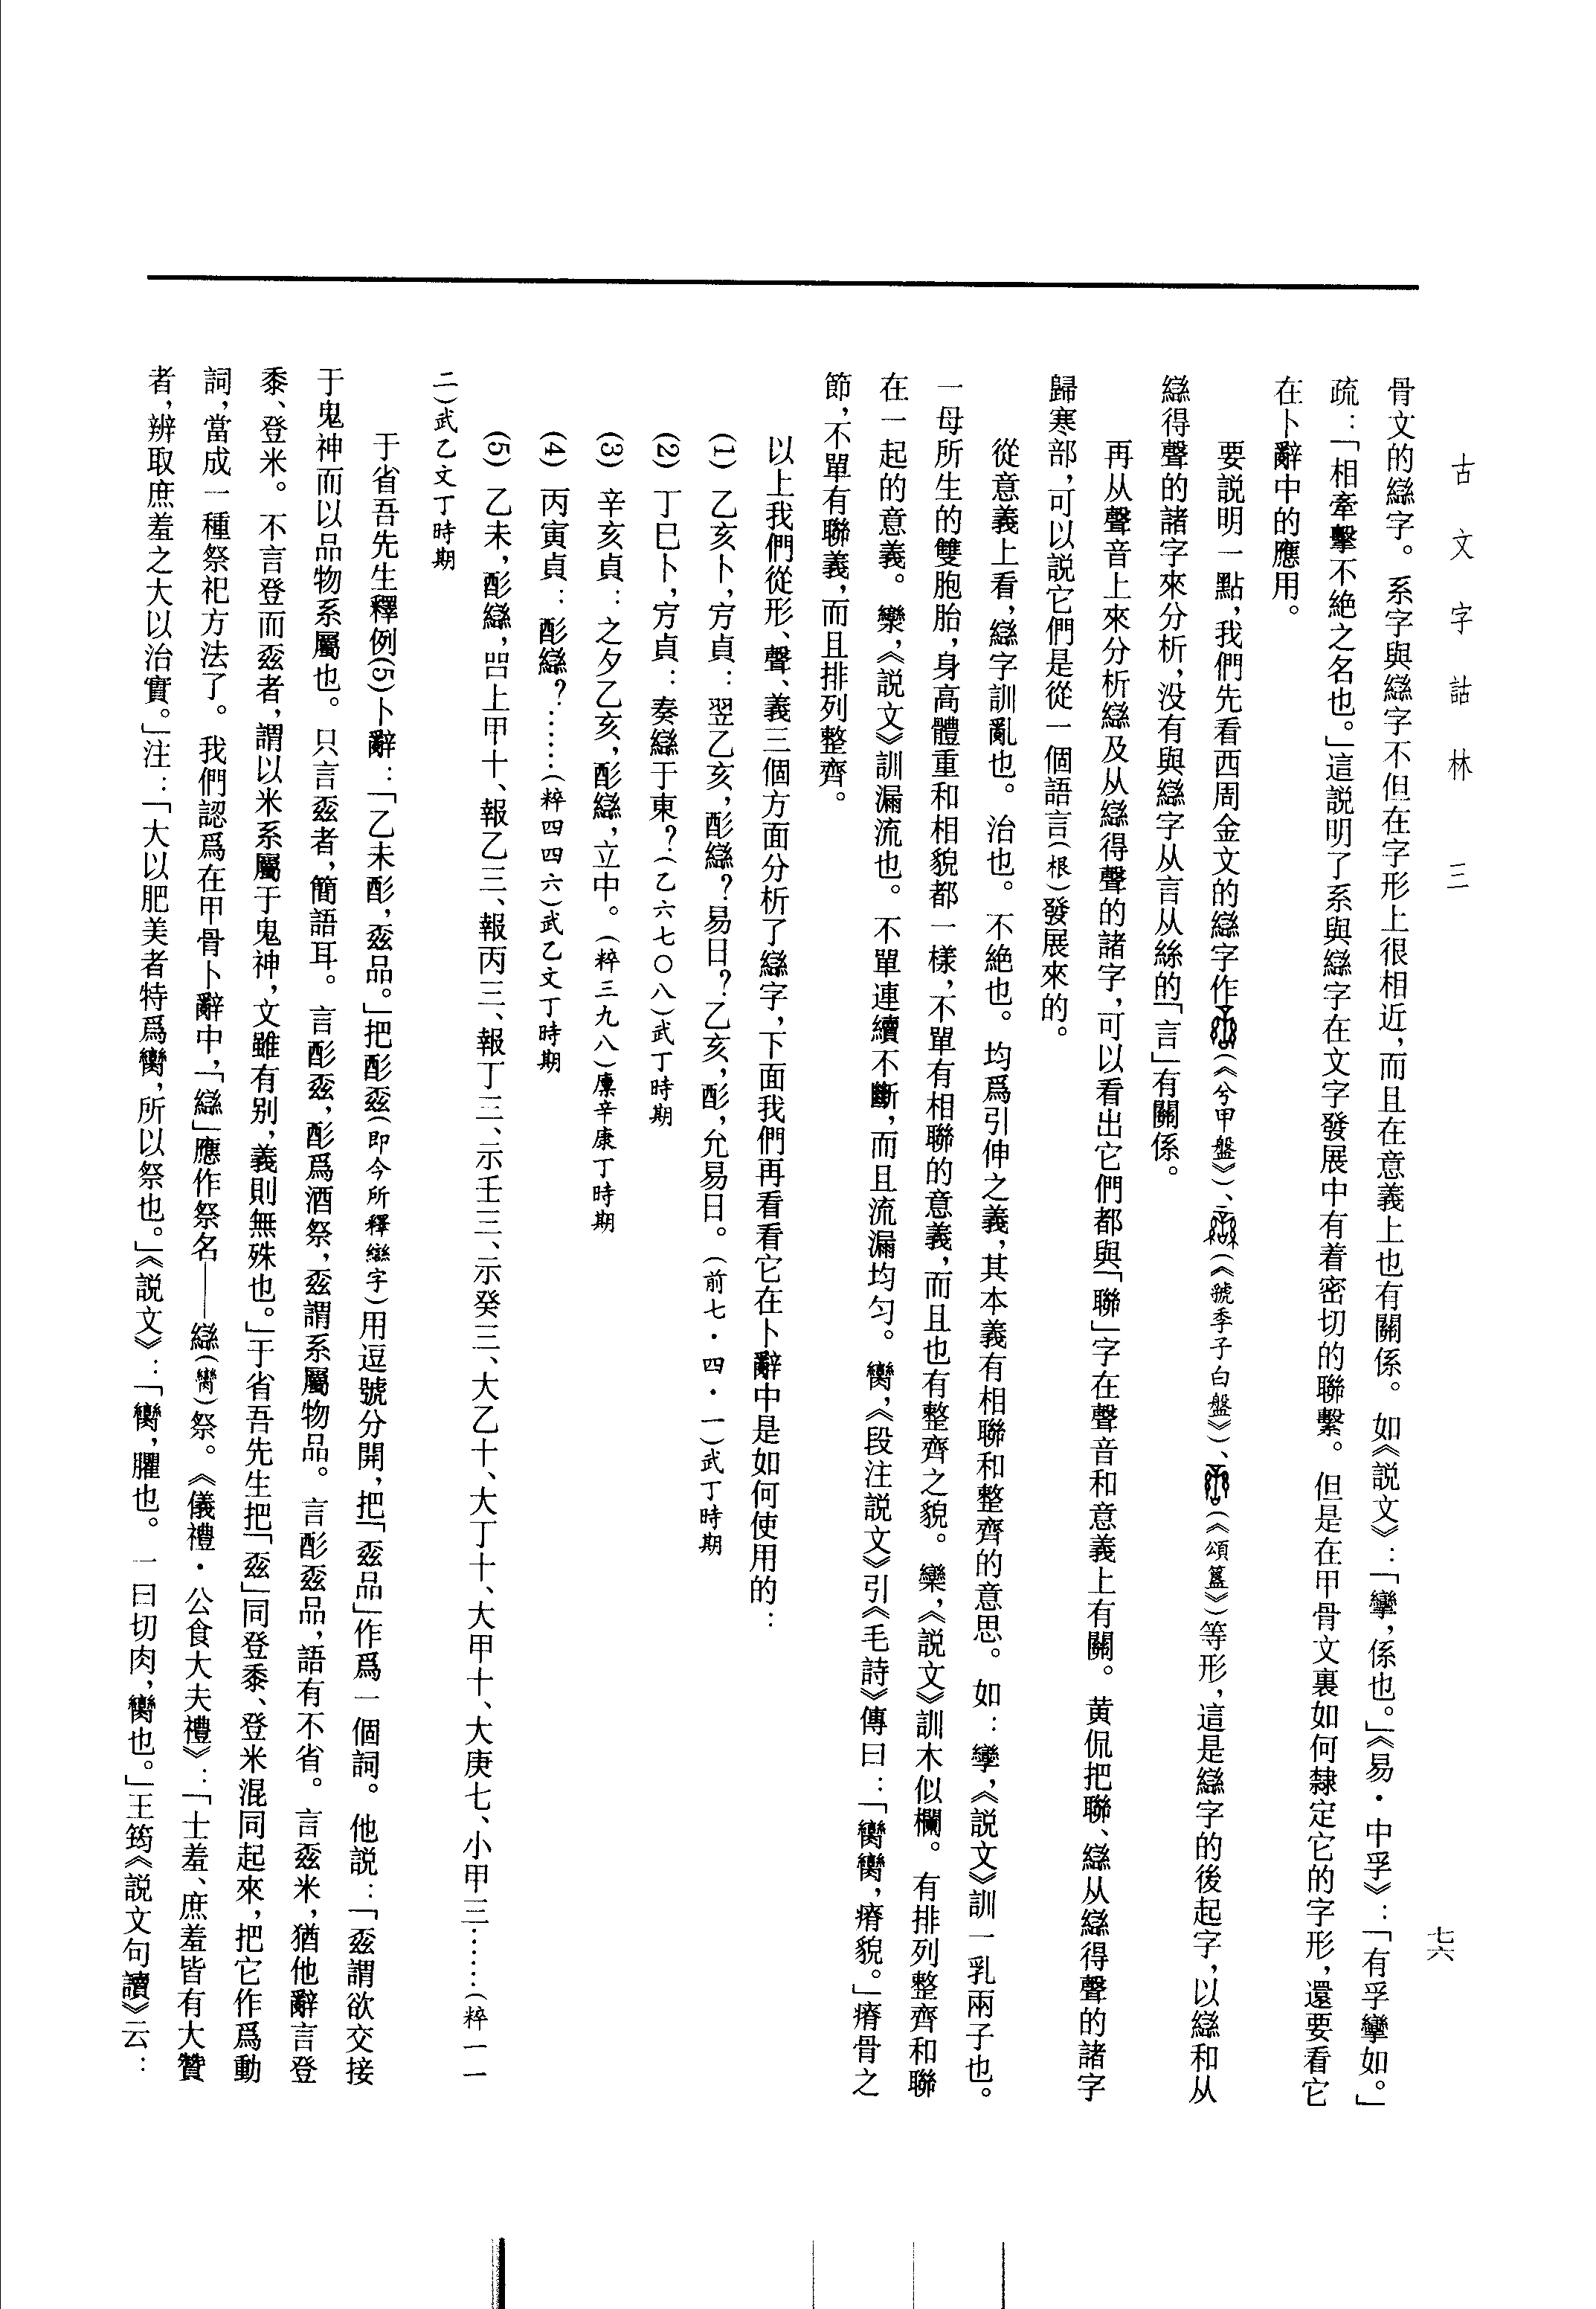 古文字詁林 三
七六
骨文的䜌字。系字與䜌字不但在字形上很相近，而且在意義上也有關係。如《説文》：「攣，係也。」《易·中孚》：「有孚攣如。」
疏：「相牽繫不絶之名也。」這説明了系與䜌字在文字發展中有着密切的聯繫。但是在甲骨文裏如何隸定它的字形，還要看它
在卜辭中的應用。
要説明一點，我們先看西周金文的䜌字作(《兮甲盤》)、(《虢季子白盤》)、(《頌簋》)等形，這是䜌字的後起字，以䜌和从
䜌得聲的諸字來分析，没有與䜌字从言从絲的「言」有關係。
再从聲音上來分析䜌及从䜌得聲的諸字，可以看出它們都與「聯」字在聲音和意義上有關。黄侃把聯、䜌从䜌得聲的諸字
歸寒部，可以説它們是從一個語言(根)發展來的。
從意義上看，䜌字訓亂也。治也。不絶也。均爲引伸之義，其本義有相聯和整齊的意思。如：孿，《説文》訓一乳兩子也。
一母所生的雙胞胎，身高體重和相貌都一樣，不單有相聯的意義，而且也有整齊之貌。欒，《説文》訓木似欄。有排列整齊和聯
在一起的意義。灓，《説文》訓漏流也。不單連續不斷，而且流漏均匀。臠，《段注説文》引《毛詩》傳曰：「臠臠，瘠貌。」瘠骨之
節，不單有聯義，而且排列整齊。
以上我們從形、聲、義三個方面分析了䜌字，下面我們再看看它在卜辭中是如何使用的：
(1) 乙亥卜，㱿貞：翌乙亥，酌䜌？易日？乙亥，酌，允易日。(前七·四·一)武丁時期
(2) 丁巳卜，㱿貞：奏䜌于東？(乙六七〇八)武丁時期
(3) 辛亥貞：之夕乙亥，酌䜌，立中。(粹三九八)廩辛康丁時期
(4) 丙寅貞：酌䜌？……(粹四四六)武乙文丁時期
(5) 乙未，酌䜌，𠱾上甲十、報乙三、報丙三、報丁三、示壬三、示癸三、大乙十、大丁十、大甲十、大庚七、小甲三……(粹一一
二)武乙文丁時期
于省吾先生釋例(5)卜辭：「乙未酌，兹品。」把酌兹(即今所釋䜌字)用逗號分開，把「兹品」作爲一個詞。他説：「兹謂欲交接
于鬼神而以品物系屬也。只言兹者，簡語耳。言酌兹，酌爲酒祭，兹謂系屬物品。言酌兹品，語有不省。言兹米，猶他辭言登
黍、登米。不言登而兹者，謂以米系屬于鬼神，文雖有别，義則無殊也。」于省吾先生把「兹」同登黍、登米混同起來，把它作爲動
詞，當成一種祭祀方法了。我們認爲在甲骨卜辭中，「䜌」應作祭名——䜌(臠)祭。《儀禮·公食大夫禮》：「士羞、庶羞皆有大贊
者，辨取庶羞之大以治賓。」注：「大以肥美者特爲臠，所以祭也。」《説文》：「臠，臞也。一曰切肉，臠也。」王筠《説文句讀》云：